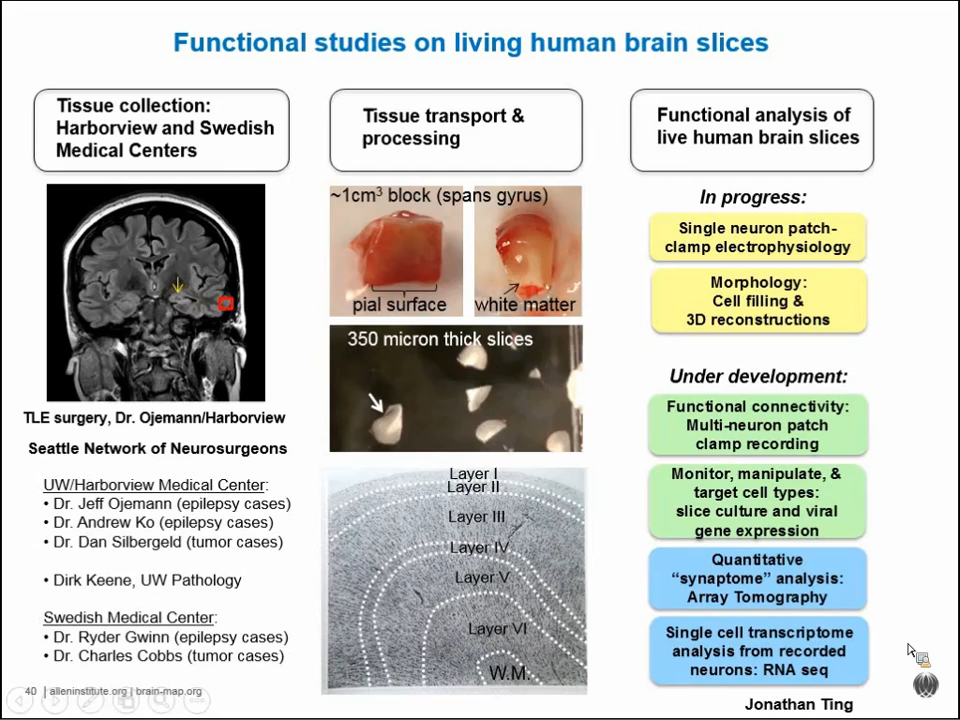 Functional studies on living human brain slices
Tissue collection:
Harborview and Swedish
Medical Centers
TLE surgery, Dr. Ojemann/Harborview
Seattle Network of Neurosurgeons
UW/Harborview Medical Center:
• Dr. Jeff Ojemann (epilepsy cases)
• Dr. Andrew Ko (epilepsy cases)
• Dr. Dan Silbergeld (tumor cases)
• Dirk Keene, UW Pathology
Swedish Medical Center:
• Dr. Ryder Gwinn (epilepsy cases)
• Dr. Charles Cobbs (tumor cases)
Tissue transport &
processing
~1cm³ block (spans gyrus)
pial surface
white matter
350 micron thick slices
Layer I
Layer II
Layer III
Layer IV
Layer V
Layer VI
W.M.
Functional analysis of
live human brain slices
In progress:
Single neuron patch-
clamp electrophysiology
Morphology:
Cell filling &
3D reconstructions
Under development:
Functional connectivity:
Multi-neuron patch
clamp recording
Monitor, manipulate, &
target cell types:
slice culture and viral
gene expression
Quantitative
“synaptome” analysis:
Array Tomography
Single cell transcriptome
analysis from recorded
neurons: RNA seq
Jonathan Ting
40 | alleninstitute.org | brain-map.org